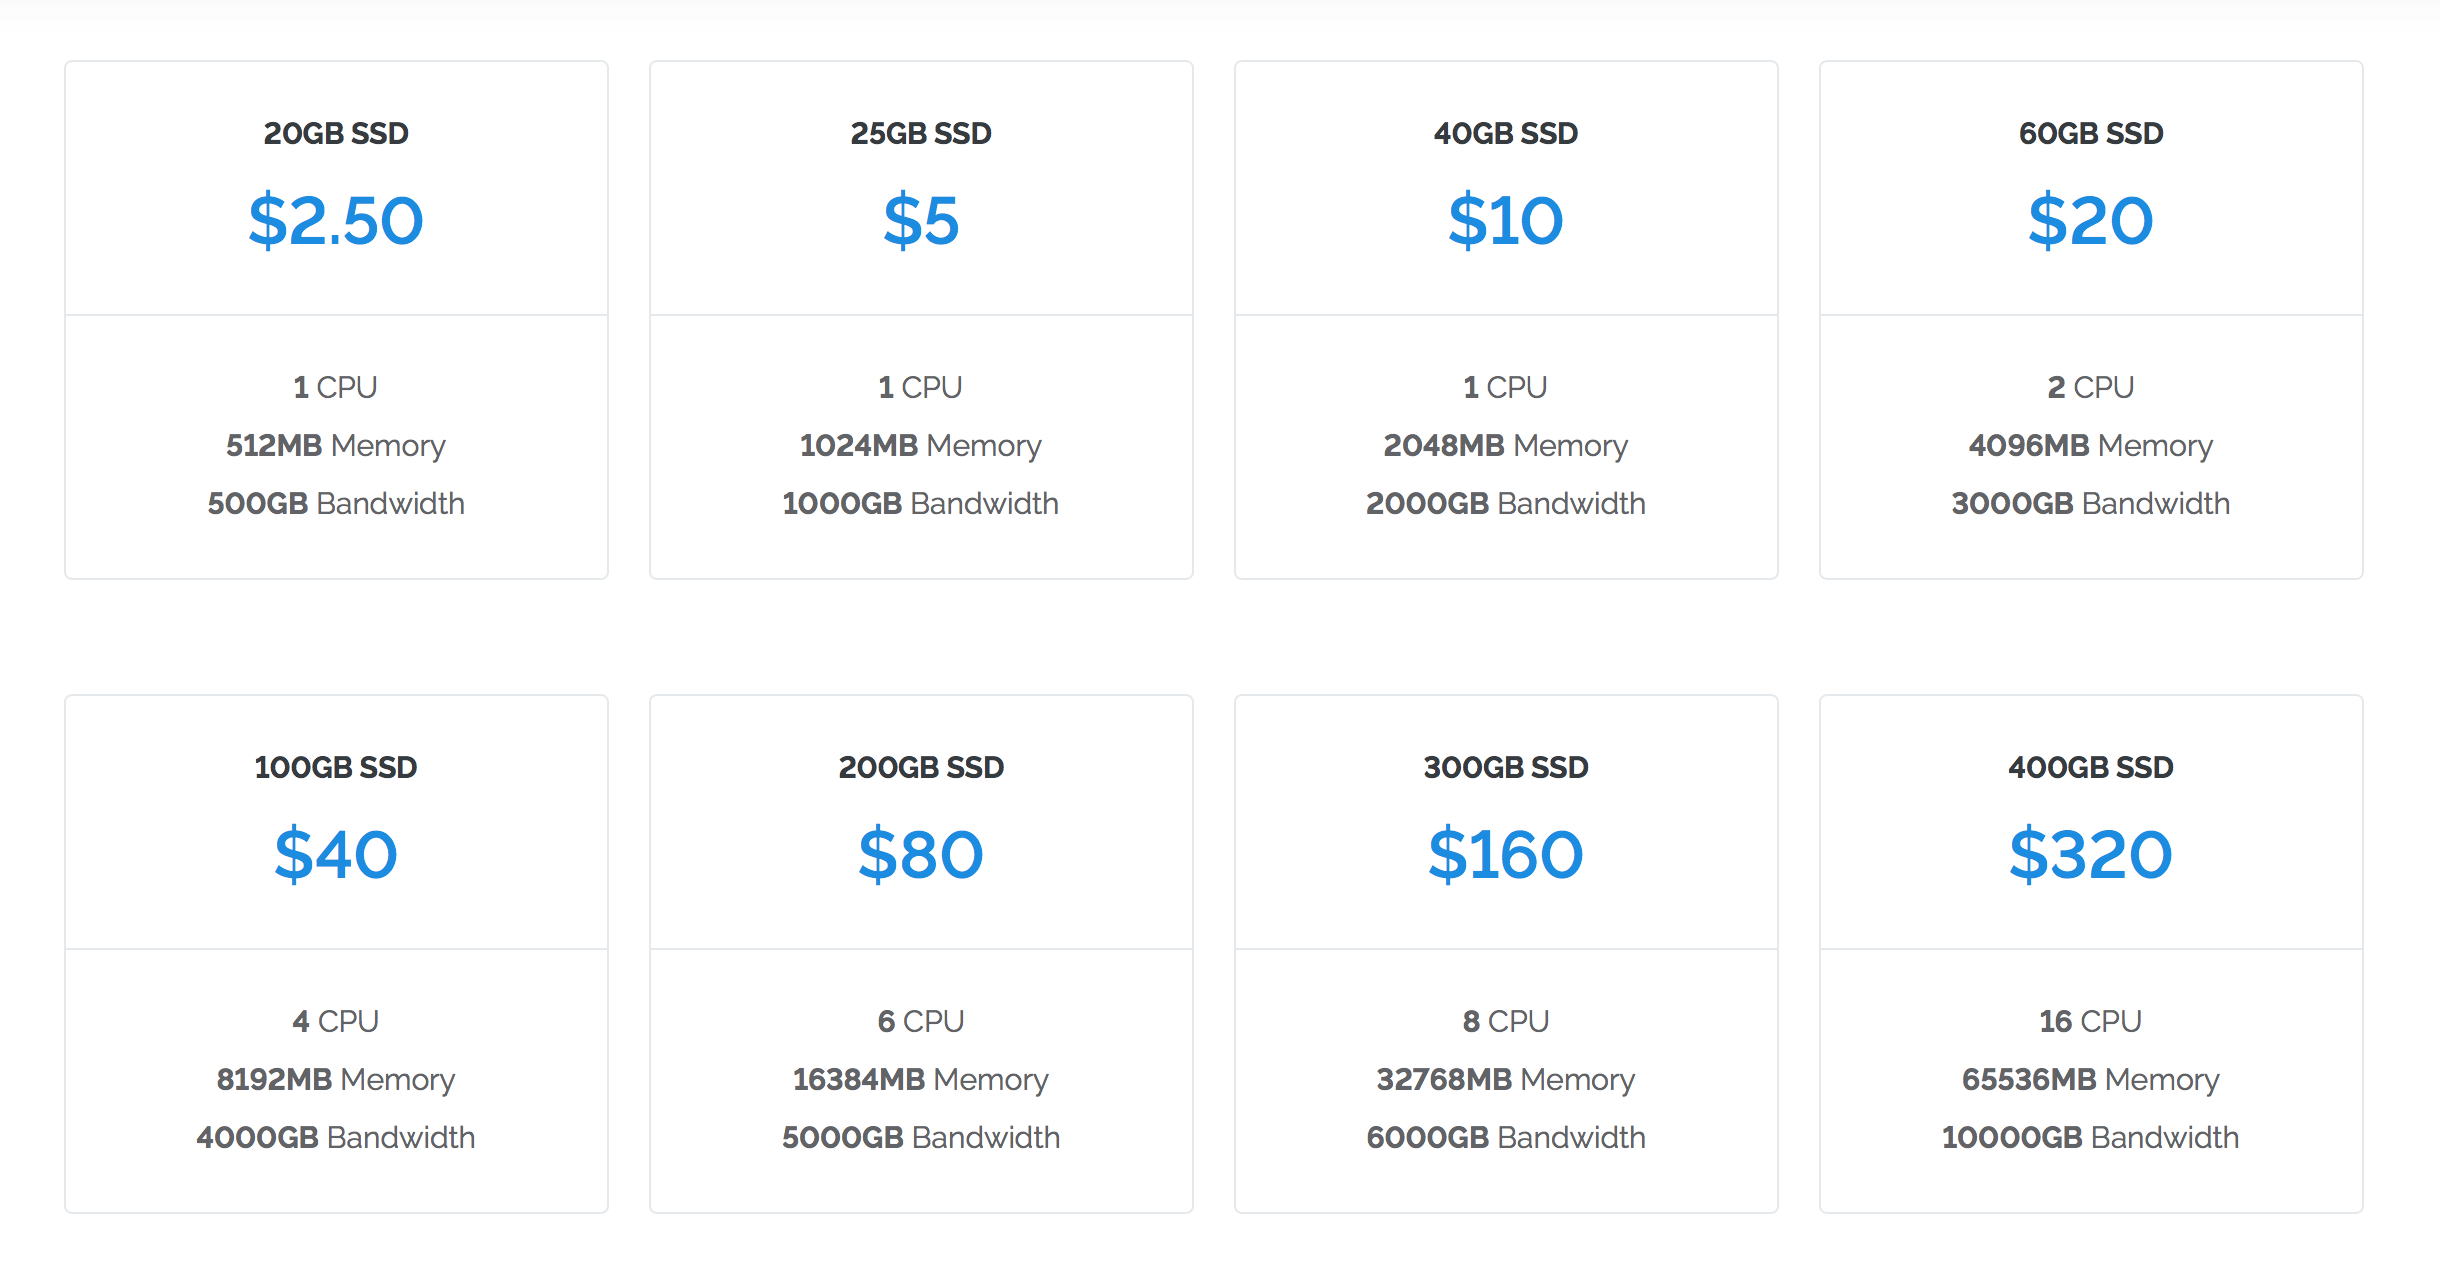 20GB SSD
$2.50
1 CPU
512MB Memory
500GB Bandwidth
25GB SSD
$5
1 CPU
1024MB Memory
1000GB Bandwidth
40GB SSD
$10
1 CPU
2048MB Memory
2000GB Bandwidth
60GB SSD
$20
2 CPU
4096MB Memory
3000GB Bandwidth
100GB SSD
$40
4 CPU
8192MB Memory
4000GB Bandwidth
200GB SSD
$80
6 CPU
16384MB Memory
5000GB Bandwidth
300GB SSD
$160
8 CPU
32768MB Memory
6000GB Bandwidth
400GB SSD
$320
16 CPU
65536MB Memory
10000GB Bandwidth